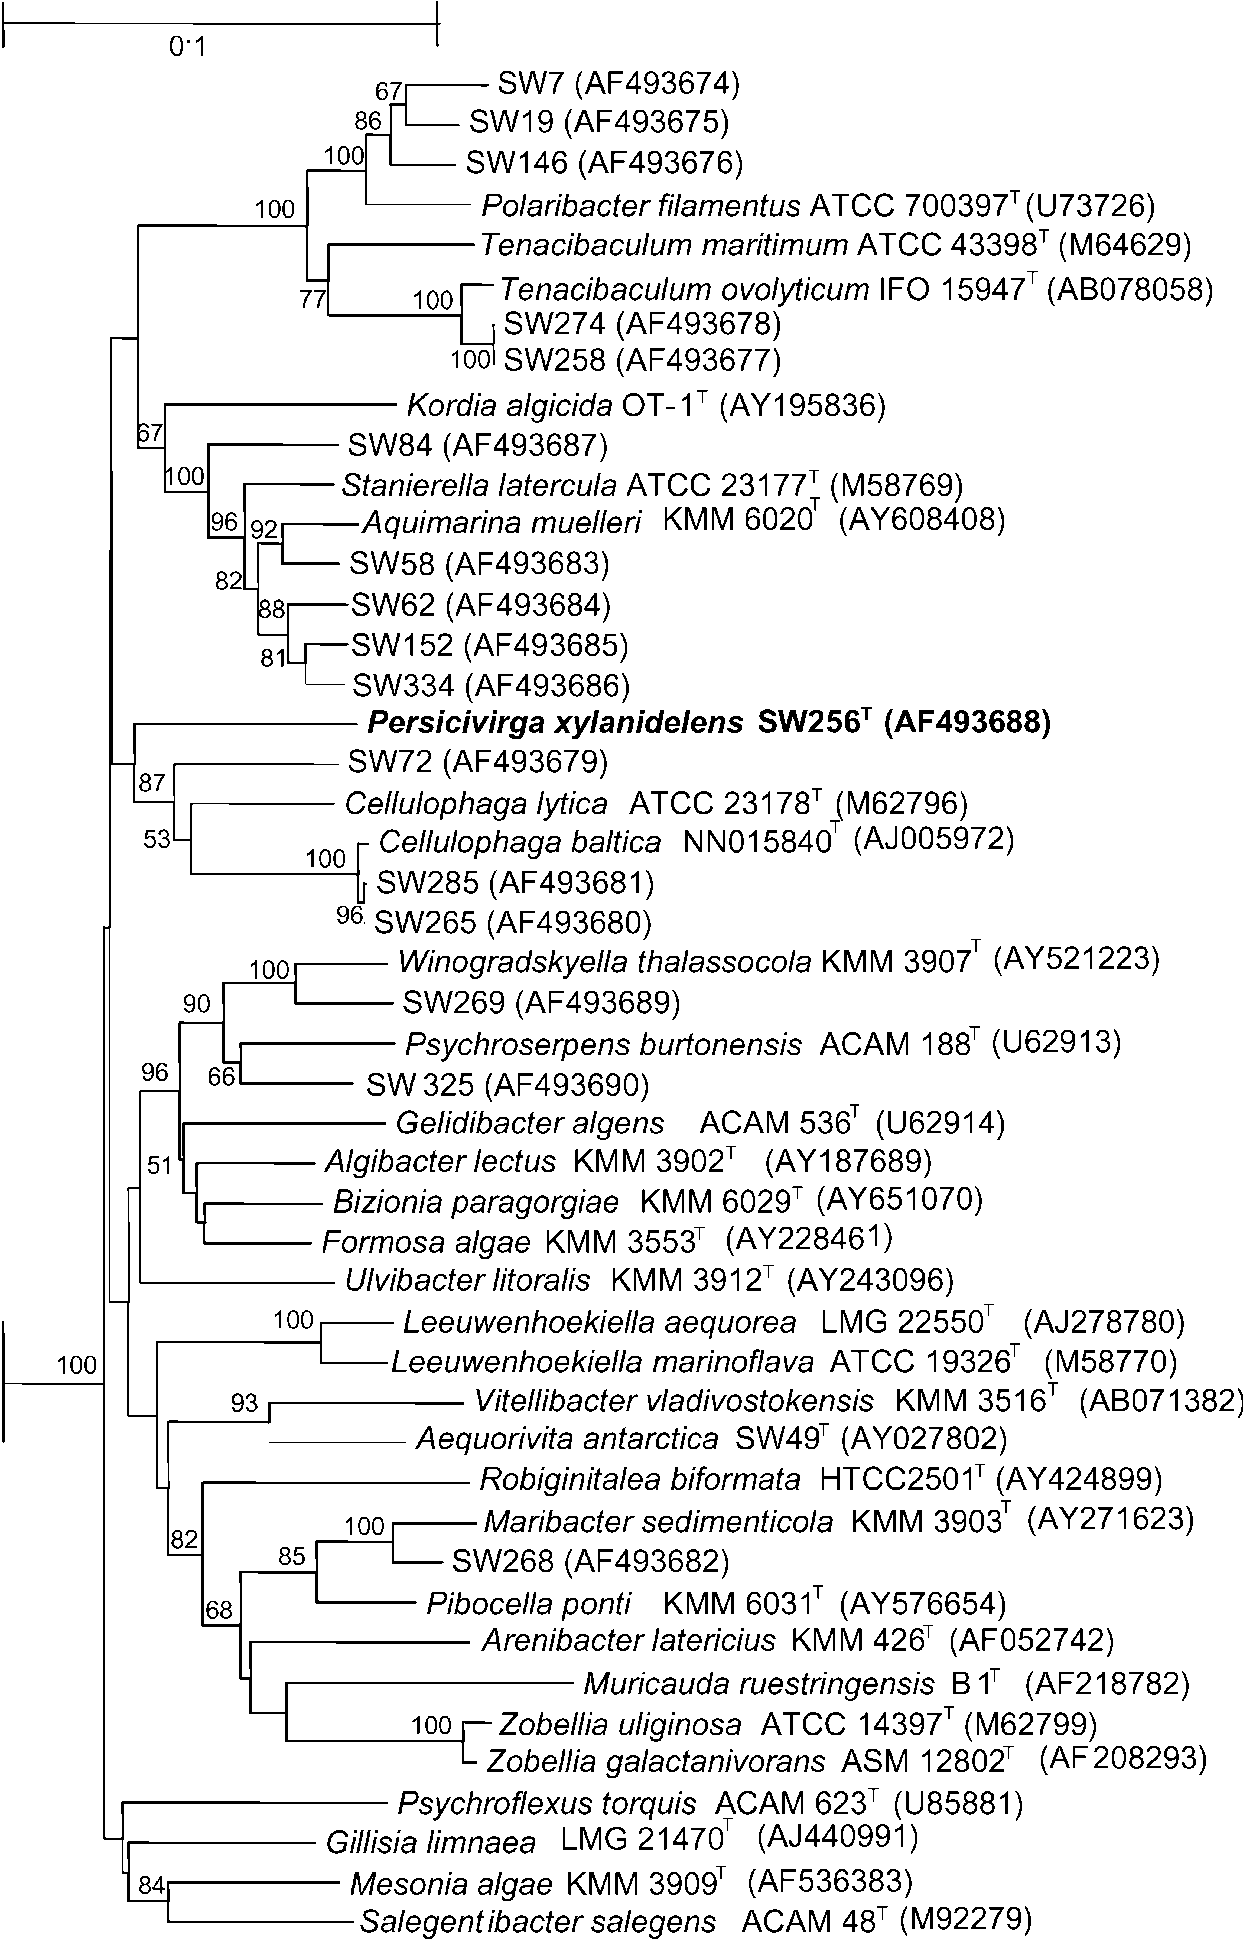 0.1
67 SW7 (AF493674)
86 SW19 (AF493675)
100 SW146 (AF493676)
100 Polaribacter filamentus ATCC 700397T (U73726)
Tenacibaculum maritimum ATCC 43398T (M64629)
77 100 Tenacibaculum ovolyticum IFO 15947T (AB078058)
SW274 (AF493678)
100 SW258 (AF493677)
Kordia algicida OT-1T (AY195836)
67 SW84 (AF493687)
100 Stanierella latercula ATCC 23177T (M58769)
96 92 Aquimarina muelleri KMM 6020T (AY608408)
82 SW58 (AF493683)
88 SW62 (AF493684)
81 SW152 (AF493685)
SW334 (AF493686)
Persicivirga xylanidelens SW256T (AF493688)
SW72 (AF493679)
87 Cellulophaga lytica ATCC 23178T (M62796)
53 Cellulophaga baltica NN015840T (AJ005972)
100 SW285 (AF493681)
96 SW265 (AF493680)
Winogradskyella thalassocola KMM 3907T (AY521223)
100 SW269 (AF493689)
90 Psychroserpens burtonensis ACAM 188T (U62913)
96 66 SW 325 (AF493690)
Gelidibacter algens ACAM 536T (U62914)
51 Algibacter lectus KMM 3902T (AY187689)
Bizionia paragorgiae KMM 6029T (AY651070)
Formosa algae KMM 3553T (AY228461)
Ulvibacter litoralis KMM 3912T (AY243096)
100 Leeuwenhoekiella aequorea LMG 22550T (AJ278780)
100 Leeuwenhoekiella marinoflava ATCC 19326T (M58770)
93 Vitellibacter vladivostokensis KMM 3516T (AB071382)
Aequorivita antarctica SW49T (AY027802)
Robiginitalea biformata HTCC2501T (AY424899)
82 100 Maribacter sedimenticola KMM 3903T (AY271623)
85 SW268 (AF493682)
68 Pibocella ponti KMM 6031T (AY576654)
Arenibacter latericius KMM 426T (AF052742)
Muricauda ruestringensis B 1T (AF218782)
100 Zobellia uliginosa ATCC 14397T (M62799)
Zobellia galactanivorans ASM 12802T (AF208293)
Psychroflexus torquis ACAM 623T (U85881)
Gillisia limnaea LMG 21470T (AJ440991)
84 Mesonia algae KMM 3909T (AF536383)
Salegentibacter salegens ACAM 48T (M92279)